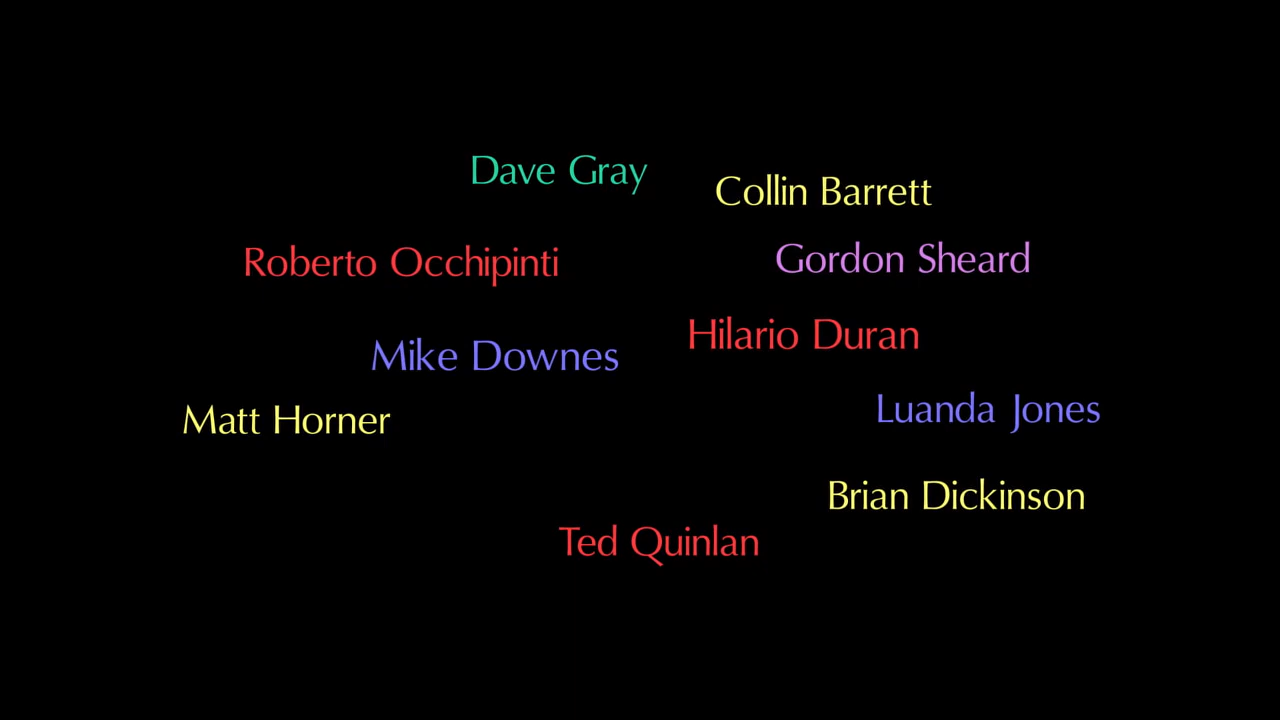 Dave Gray
Collin Barrett
Roberto Occhipinti
Gordon Sheard
Hilario Duran
Mike Downes
Matt Horner
Luanda Jones
Brian Dickinson
Ted Quinlan